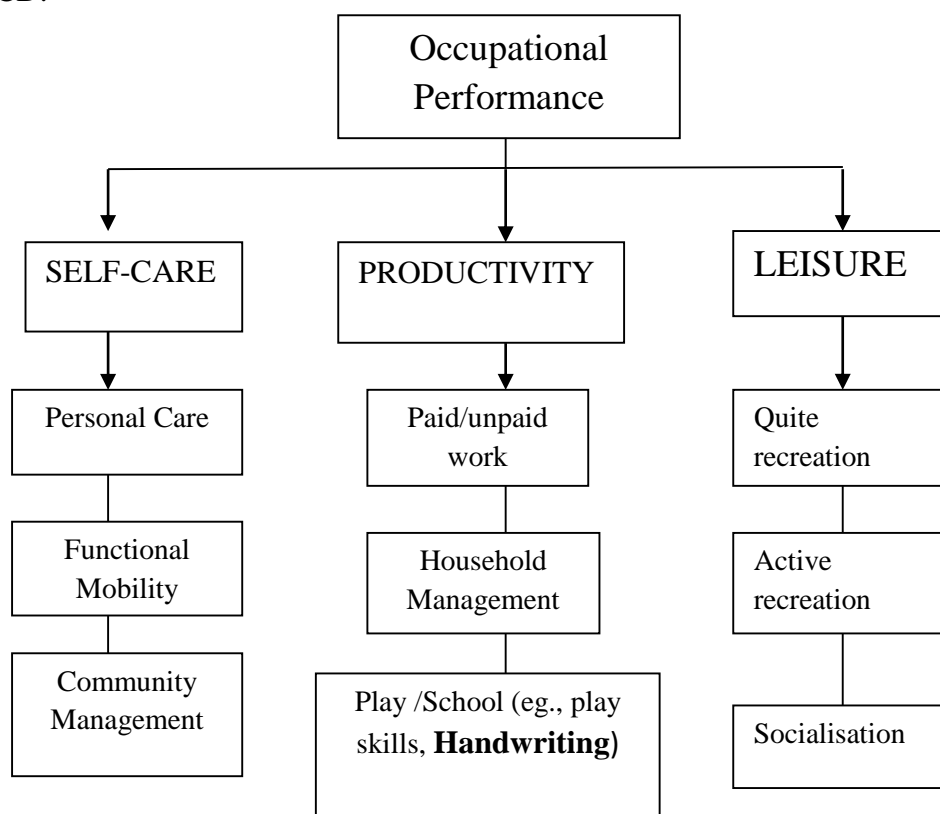 Occupational
Performance
SELF-CARE
PRODUCTIVITY
LEISURE
Personal Care
Paid/unpaid
work
Quite
recreation
Functional
Mobility
Household
Management
Active
recreation
Community
Management
Play /School (eg., play
skills, Handwriting)
Socialisation